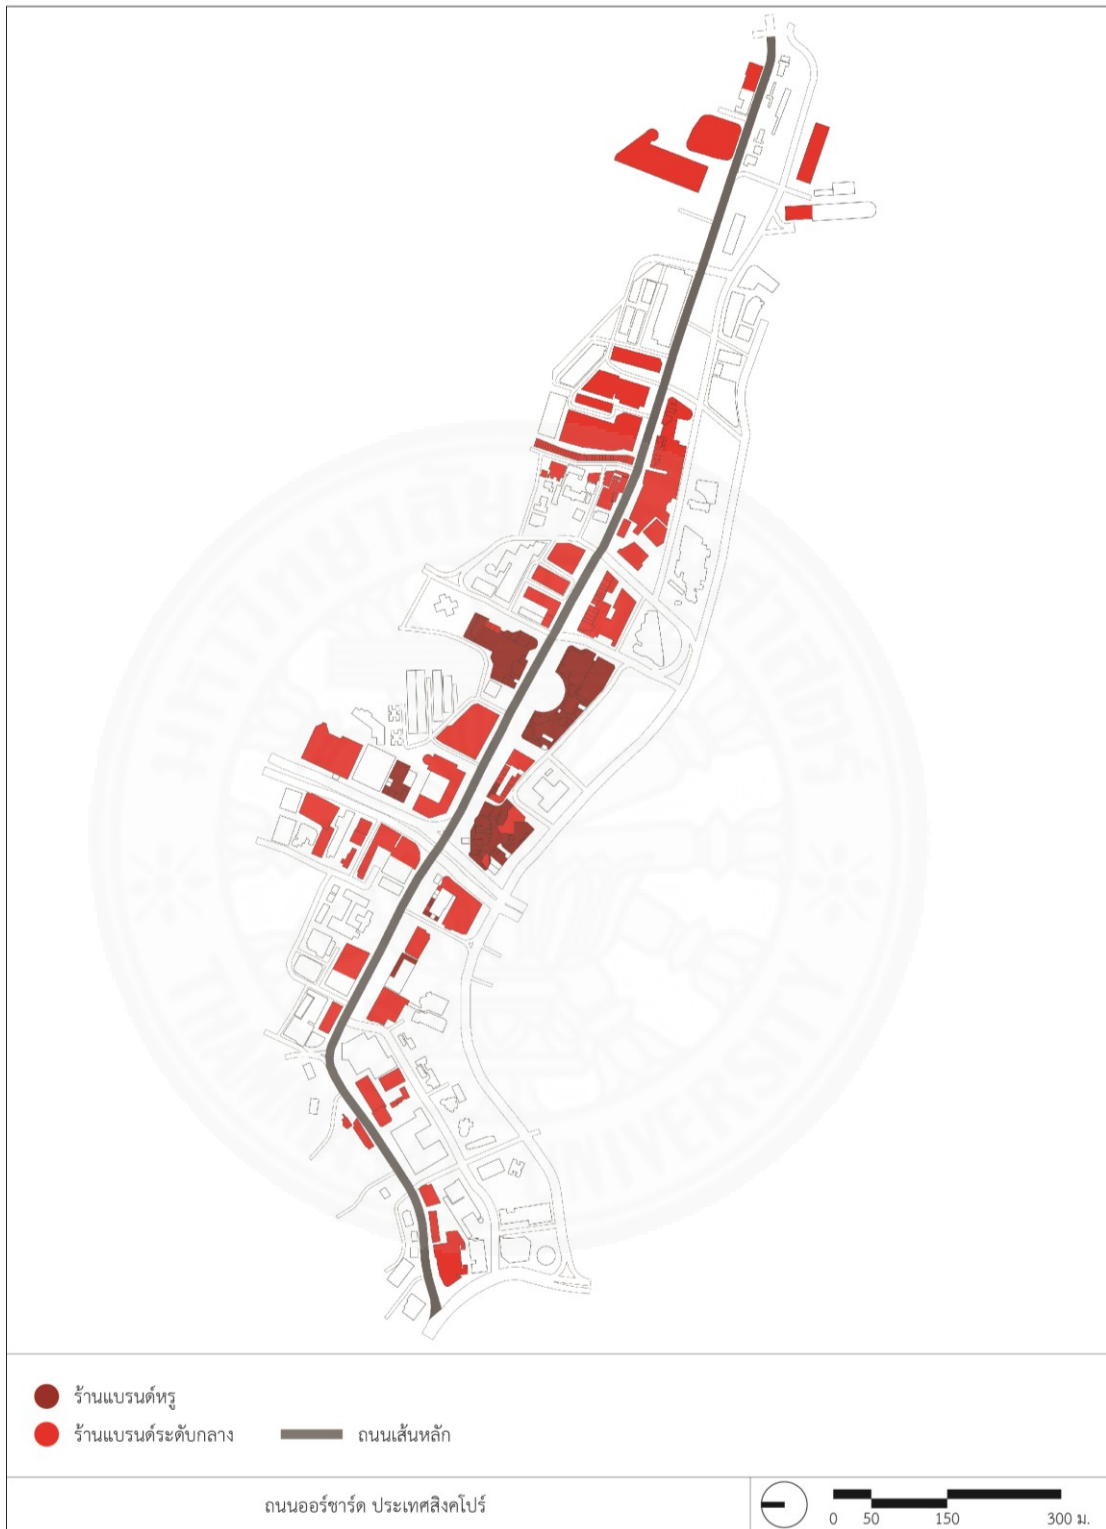 ร้านแบรนด์หรู
ร้านแบรนด์ระดับกลาง
ถนนเส้นหลัก
ถนนออร์ชาร์ด ประเทศสิงคโปร์
0 50 150 300 ม.